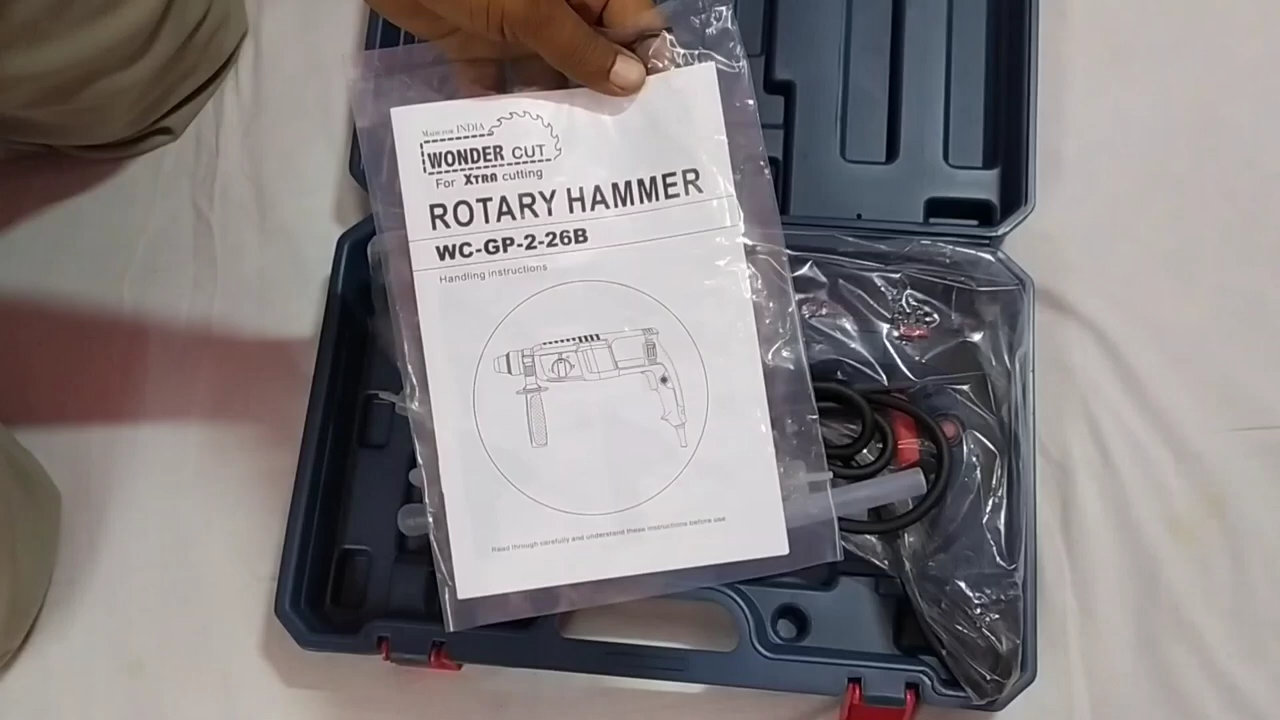 MADE FOR INDIA
WONDER CUT
For XTRA cutting
ROTARY HAMMER
WC-GP-2-26B
Handling instructions
Read through carefully and understand these instructions before use